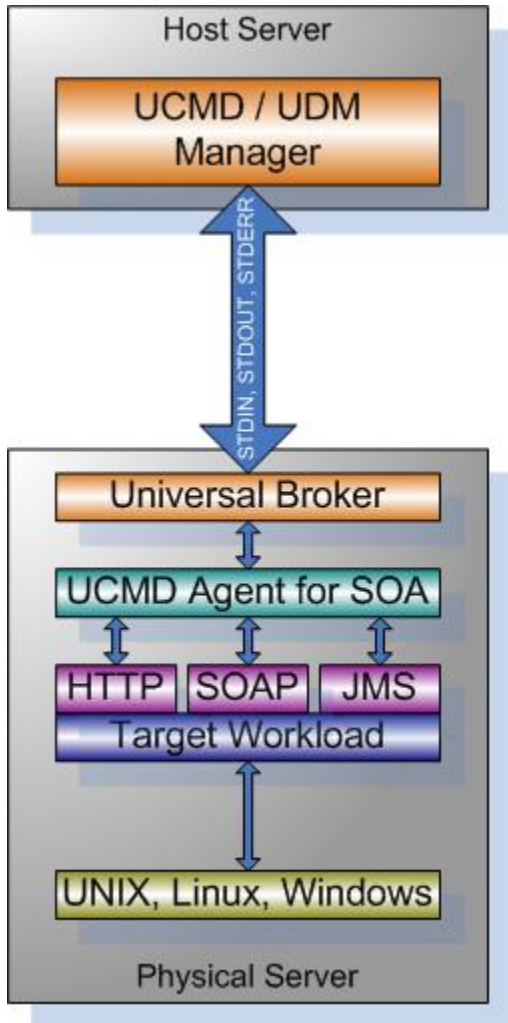 Host Server
UCMD / UDM
Manager
STDIN, STDOUT, STDERR
Universal Broker
UCMD Agent for SOA
HTTP
SOAP
JMS
Target Workload
UNIX, Linux, Windows
Physical Server